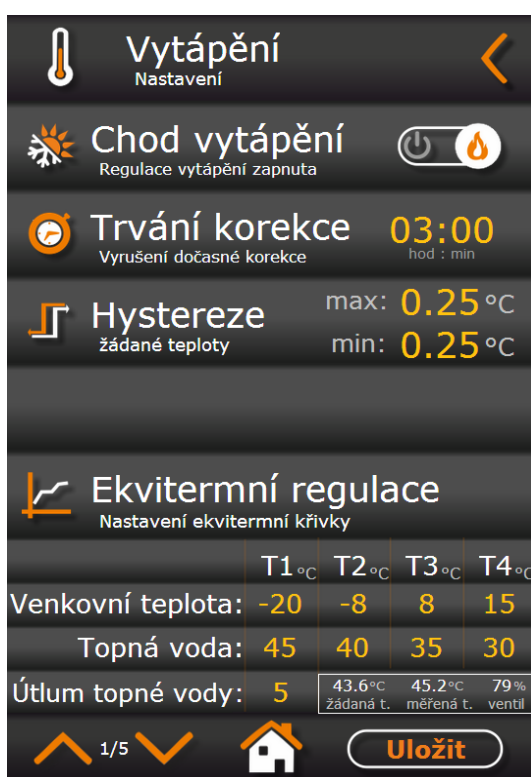 Vytápění
Nastavení
Chod vytápění
Regulace vytápění zapnuta
Trvání korekce 03:00
Vyrušení dočasné korekce hod : min
Hystereze max: 0.25 °C
žádané teploty min: 0.25 °C
Ekvitermní regulace
Nastavení ekvitermní křivky
T1 °C T2 °C T3 °C T4 °C
Venkovní teplota: -20 -8 8 15
Topná voda: 45 40 35 30
Útlum topné vody: 5 43.6 °C 45.2 °C 79 %
žádaná t. měřená t. ventil
1/5 Uložit